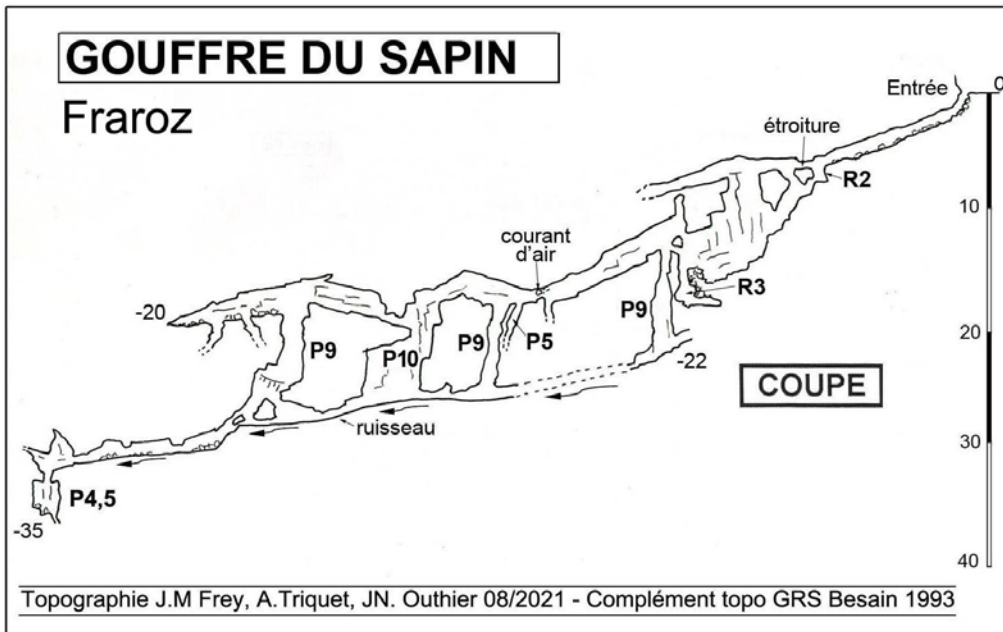 GOUFFRE DU SAPIN
Fraroz
Entrée
0
étroiture
R2
10
courant
d'air
R3
-20
P9
P10
P9
P5
P9
20
-22
COUPE
ruisseau
30
P4,5
-35
40
Topographie J.M Frey, A.Triquet, JN. Outhier 08/2021 - Complément topo GRS Besain 1993